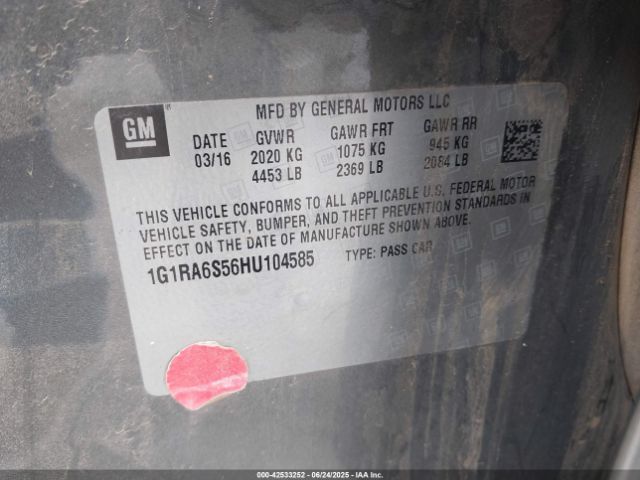 MFD BY GENERAL MOTORS LLC
GM
DATE GVWR GAWR FRT GAWR RR
03/16 2020 KG 1075 KG 945 KG
4453 LB 2369 LB 2084 LB
THIS VEHICLE CONFORMS TO ALL APPLICABLE U.S. FEDERAL MOTOR
VEHICLE SAFETY, BUMPER, AND THEFT PREVENTION STANDARDS IN
EFFECT ON THE DATE OF MANUFACTURE SHOWN ABOVE.
1G1RA6S56HU104585 TYPE: PASS CAR
000-42533252 | 06/24/2025 - IAA Inc.